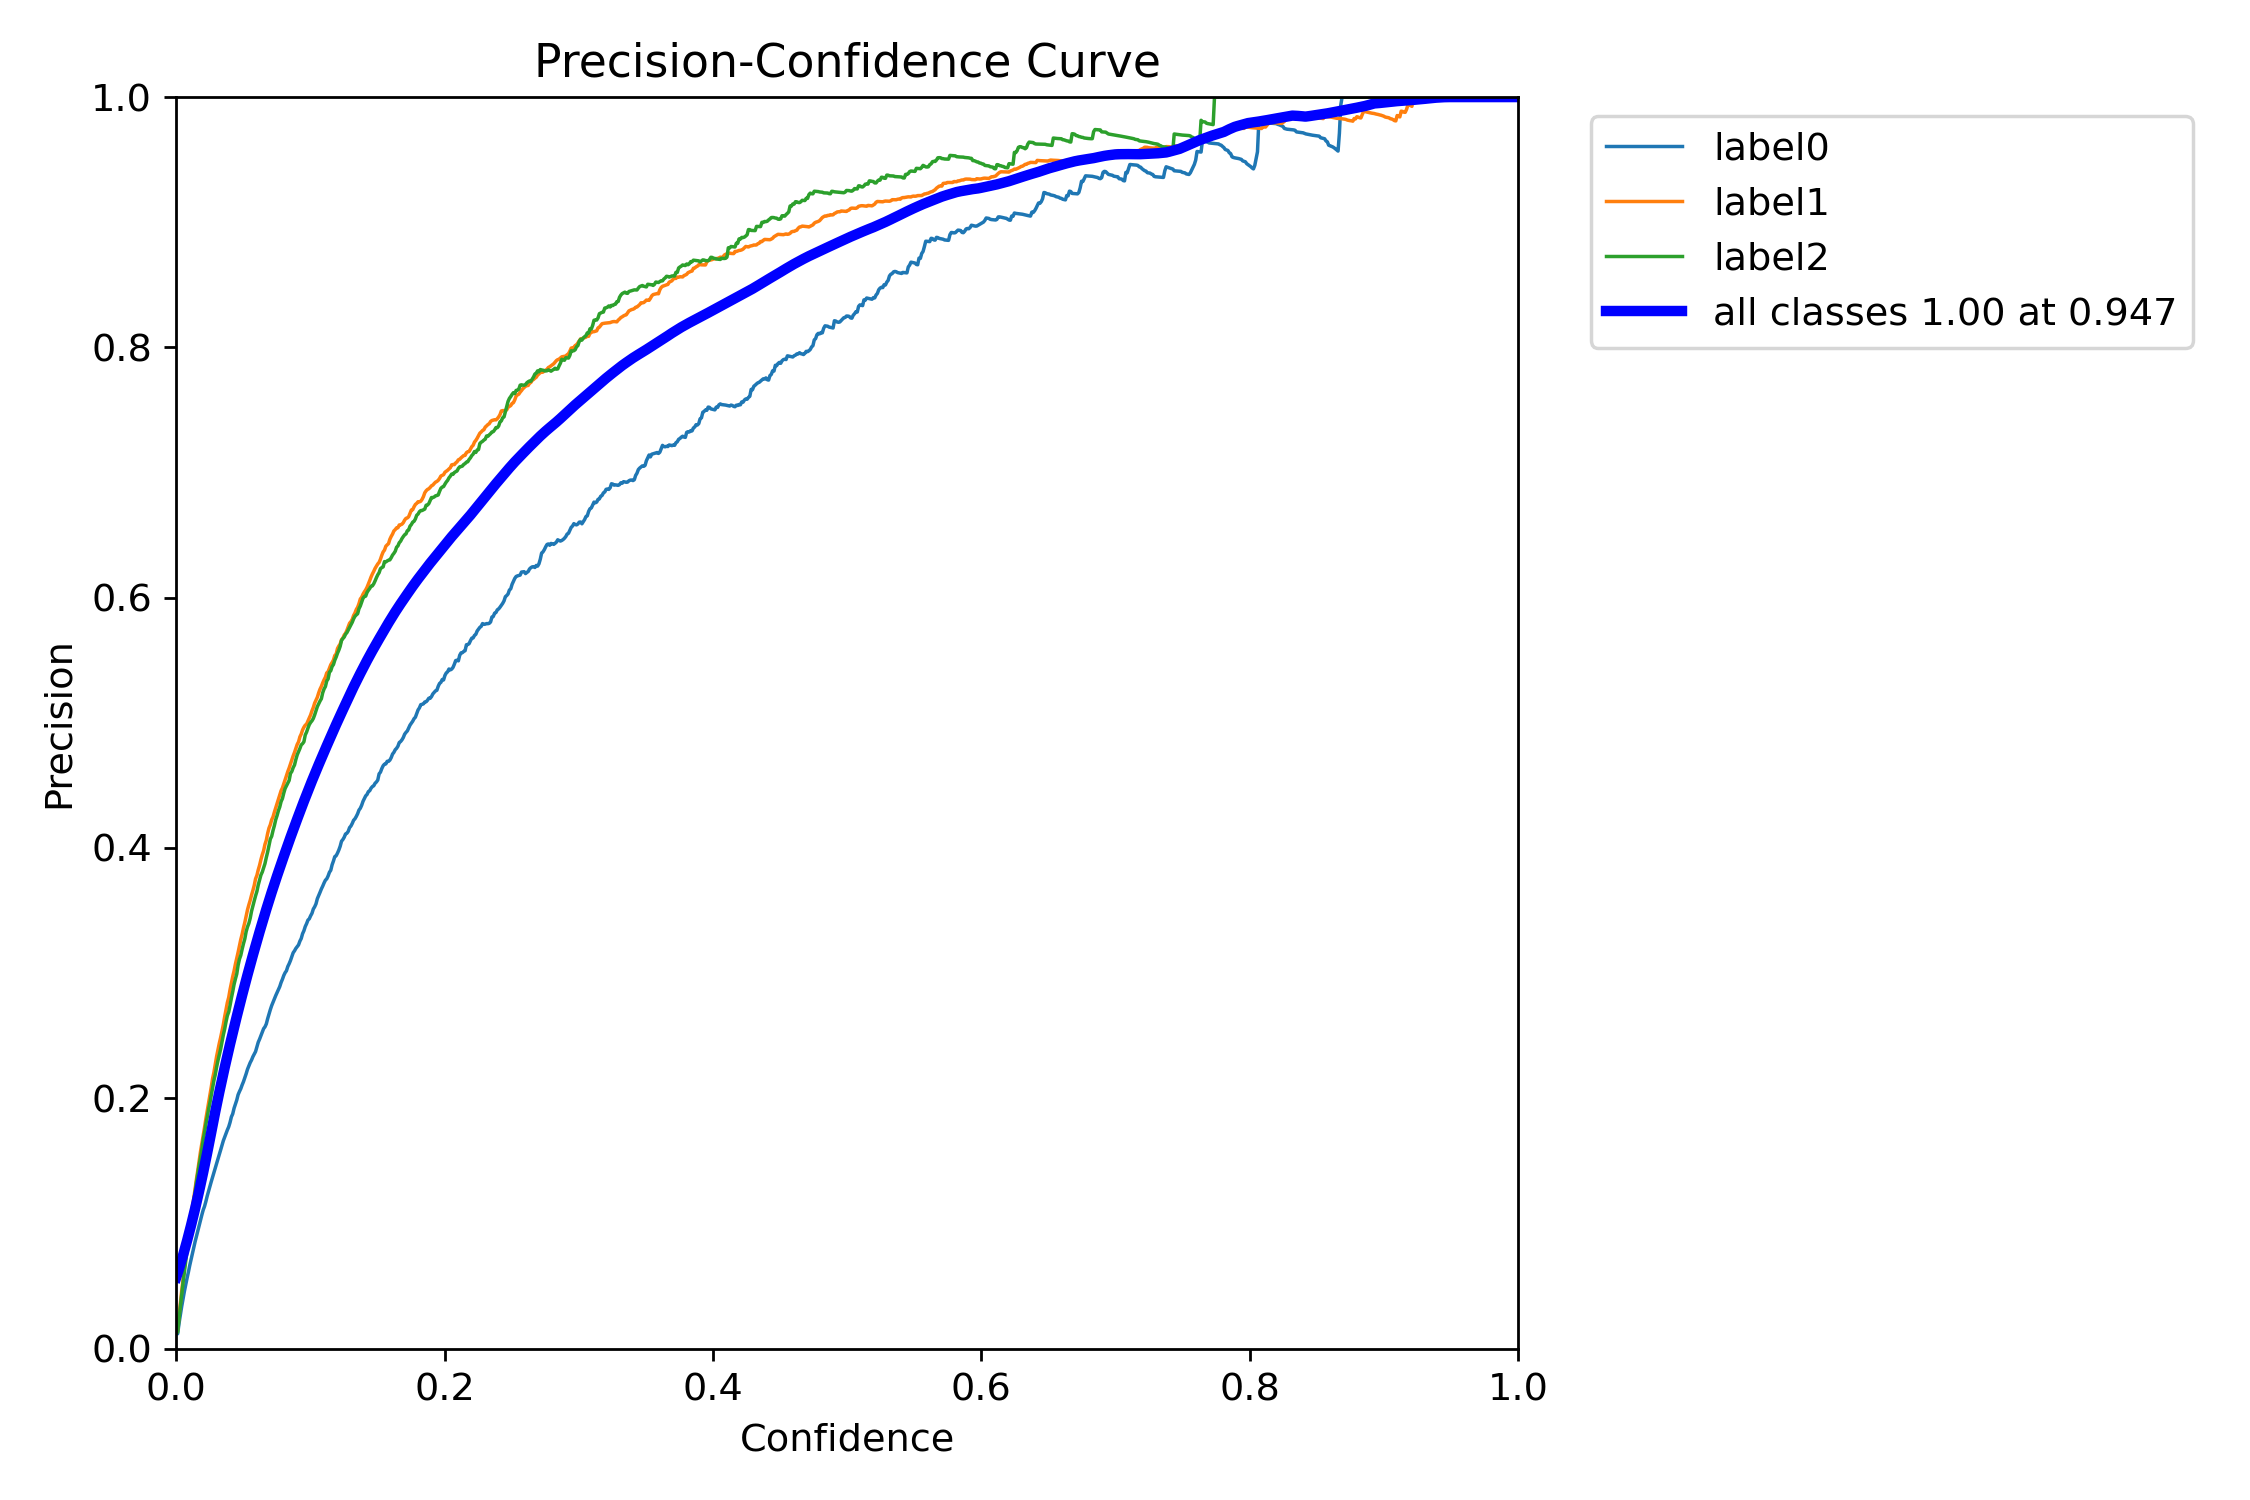 Precision-Confidence Curve
1.0
0.8
0.6
0.4
0.2
0.0
Precision
0.0 0.2 0.4 0.6 0.8 1.0
Confidence
label0
label1
label2
all classes 1.00 at 0.947